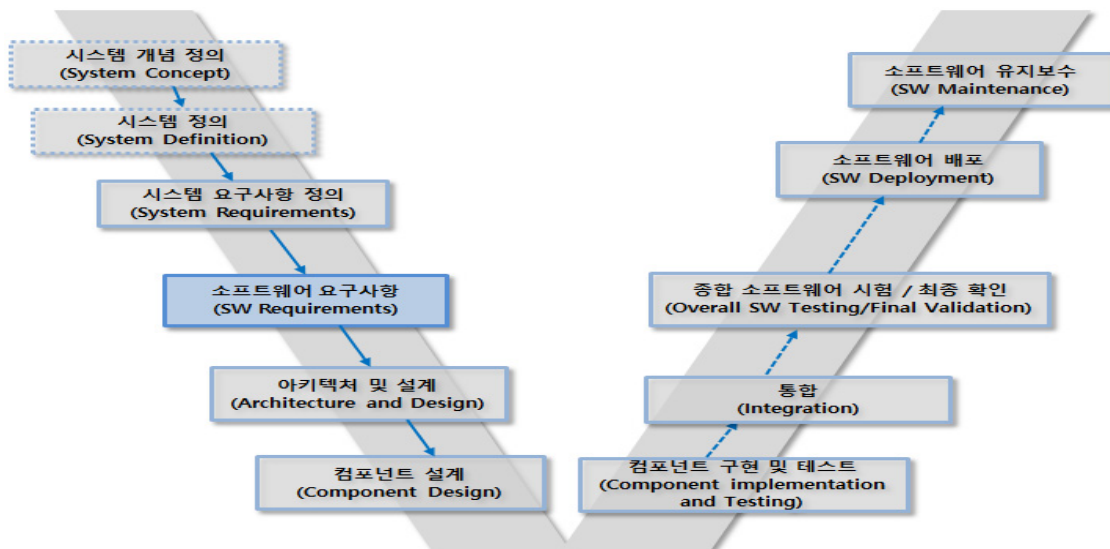 시스템 개념 정의
(System Concept)
시스템 정의
(System Definition)
시스템 요구사항 정의
(System Requirements)
소프트웨어 요구사항
(SW Requirements)
아키텍처 및 설계
(Architecture and Design)
컴포넌트 설계
(Component Design)
소프트웨어 유지보수
(SW Maintenance)
소프트웨어 배포
(SW Deployment)
종합 소프트웨어 시험 / 최종 확인
(Overall SW Testing/Final Validation)
통합
(Integration)
컴포넌트 구현 및 테스트
(Component implementation
and Testing)